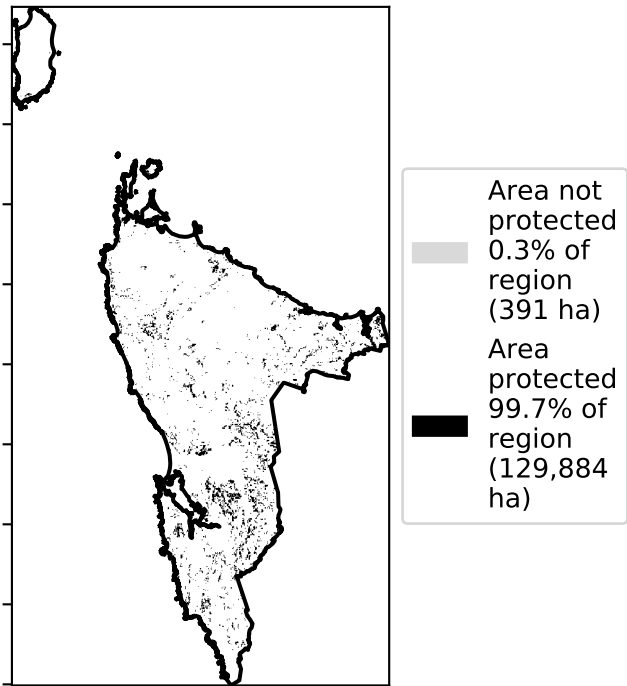 Area not
protected
0.3% of
region
(391 ha)
Area
protected
99.7% of
region
(129,884
ha)